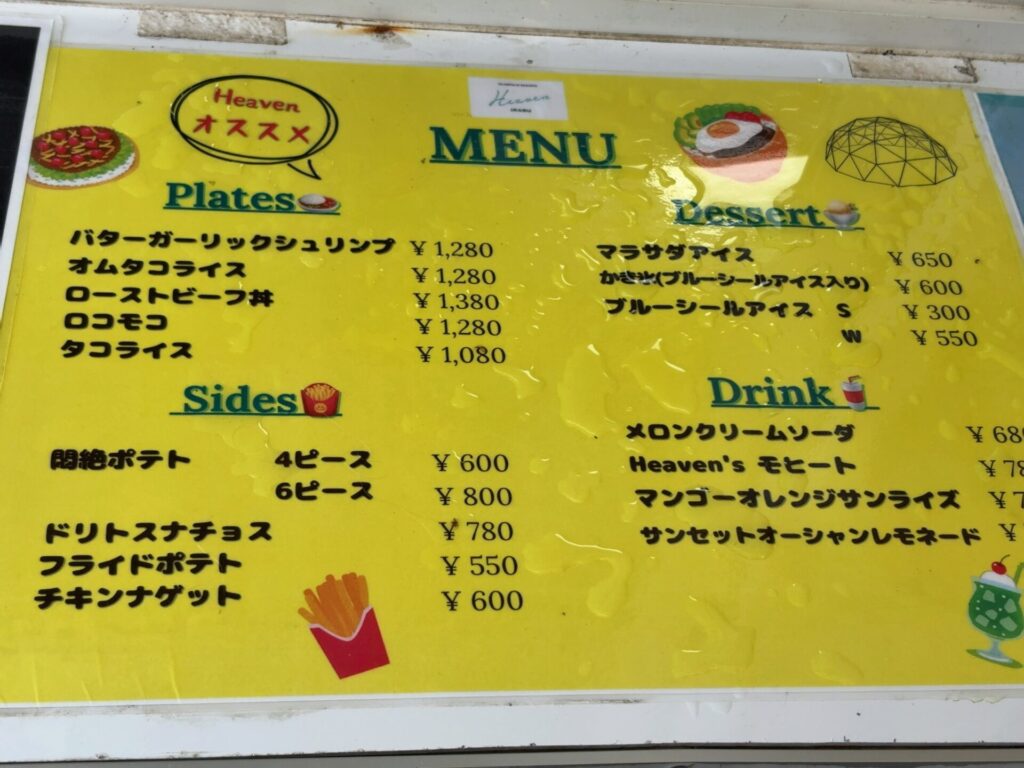 Heaven
オススメ
Heaven
MENU
Plates
バターガーリックシュリンプ ¥1,280
オムタコライス ¥1,280
ローストビーフ丼 ¥1,380
ロコモコ ¥1,280
タコライス ¥1,080
Sides
悶絶ポテト 4ピース ¥600
6ピース ¥800
ドリトスナチョス ¥780
フライドポテト ¥550
チキンナゲット ¥600
Dessert
マラサダアイス ¥650
かき氷(ブルーシールアイス入り) ¥600
ブルーシールアイス S ¥300
W ¥550
Drink
メロンクリームソーダ ¥68
Heaven's モヒート ¥78
マンゴーオレンジサンライズ ¥7
サンセットオーシャンレモネード ¥